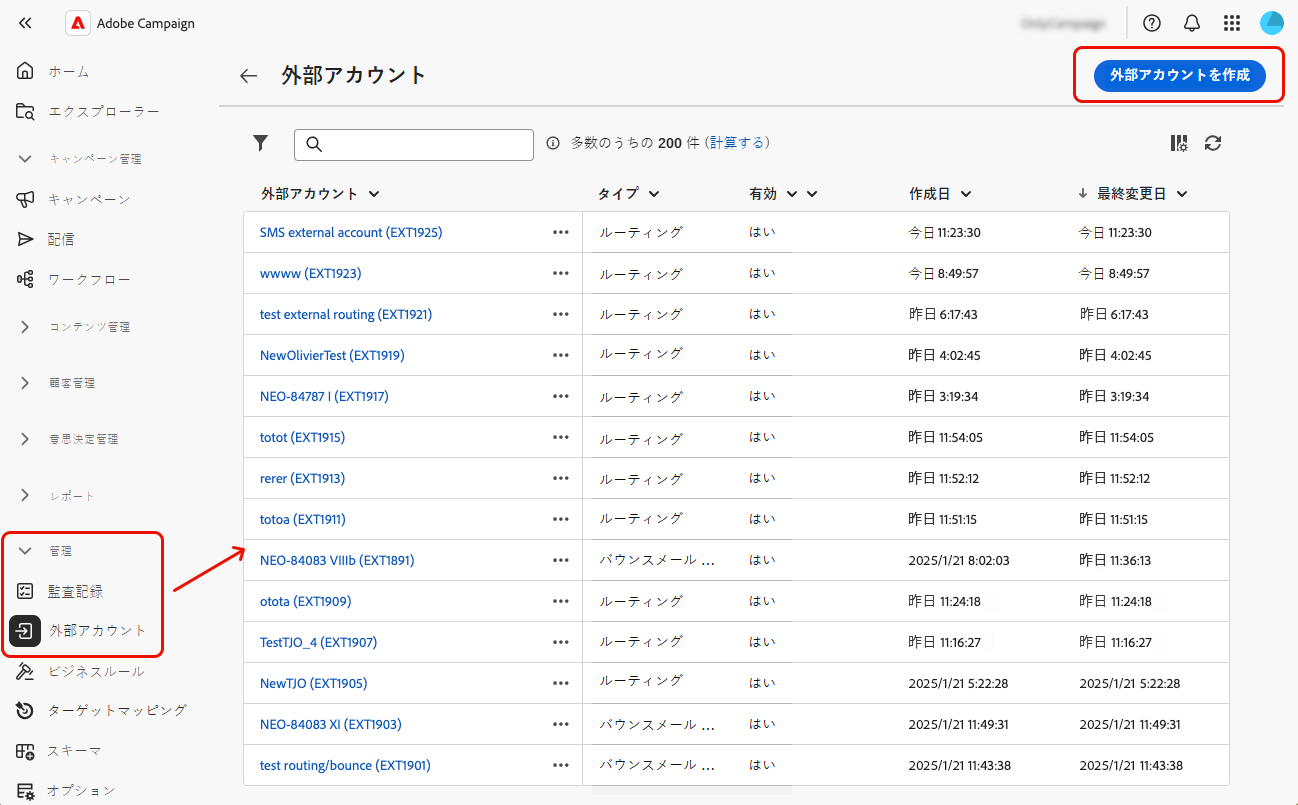 Adobe Campaign
ホーム
エクスプローラー
キャンペーン管理
キャンペーン
配信
ワークフロー
コンテンツ管理
顧客管理
意思決定管理
レポート
管理
監査記録
外部アカウント
ビジネスルール
ターゲットマッピング
スキーマ
オプション
外部アカウント
外部アカウントを作成
多数のうちの 200 件 (計算する)
外部アカウント タイプ 有効 作成日 最終変更日
SMS external account (EXT1925) ••• ルーティング はい 今日 11:23:30 今日 11:23:30
wwww (EXT1923) ••• ルーティング はい 今日 8:49:57 今日 8:49:57
test external routing (EXT1921) ••• ルーティング はい 昨日 6:17:43 昨日 6:17:43
NewOlivierTest (EXT1919) ••• ルーティング はい 昨日 4:02:45 昨日 4:02:45
NEO-84787 I (EXT1917) ••• ルーティング はい 昨日 3:19:34 昨日 3:19:34
totot (EXT1915) ••• ルーティング はい 昨日 11:54:05 昨日 11:54:05
rerer (EXT1913) ••• ルーティング はい 昨日 11:52:12 昨日 11:52:12
totoa (EXT1911) ••• ルーティング はい 昨日 11:51:15 昨日 11:51:15
NEO-84083 VIIIb (EXT1891) ••• バウンスメール ... はい 2025/1/21 8:02:03 昨日 11:36:13
otota (EXT1909) ••• ルーティング はい 昨日 11:24:18 昨日 11:24:18
TestTJO_4 (EXT1907) ••• ルーティング はい 昨日 11:16:27 昨日 11:16:27
NewTJO (EXT1905) ••• ルーティング はい 2025/1/21 5:22:28 2025/1/21 5:22:28
NEO-84083 XI (EXT1903) ••• バウンスメール ... はい 2025/1/21 11:49:31 2025/1/21 11:49:31
test routing/bounce (EXT1901) ••• バウンスメール ... はい 2025/1/21 11:43:38 2025/1/21 11:43:38